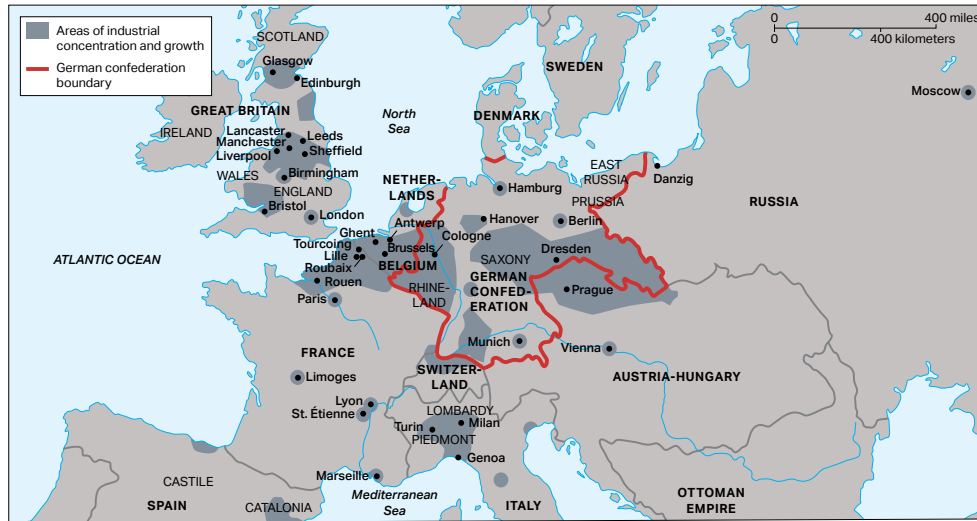 Areas of industrial
concentration and growth
German confederation
boundary
0
400 miles
0
400 kilometers
SCOTLAND
Glasgow
Edinburgh
SWEDEN
Moscow
GREAT BRITAIN
North
Sea
DENMARK
IRELAND
Lancaster
Leeds
Manchester
Liverpool
Sheffield
WALES
Birmingham
ENGLAND
Bristol
London
NETHER-
LANDS
Hamburg
EAST
RUSSIA
PRUSSIA
Danzig
RUSSIA
Hanover
Berlin
Ghent
Antwerp
Tourcoing
Brussels
Cologne
Lille
BELGIUM
Roubaix
Rouen
Paris
ATLANTIC OCEAN
SAXONY
Dresden
RHINE-
LAND
GERMAN
CONFED-
ERATION
Prague
Munich
Vienna
FRANCE
SWITZER-
LAND
AUSTRIA-HUNGARY
Limoges
Lyon
St. Étienne
LOMBARDY
Turin
Milan
PIEDMONT
Genoa
Marseille
CASTILE
SPAIN
CATALONIA
Mediterranean
Sea
ITALY
OTTOMAN
EMPIRE